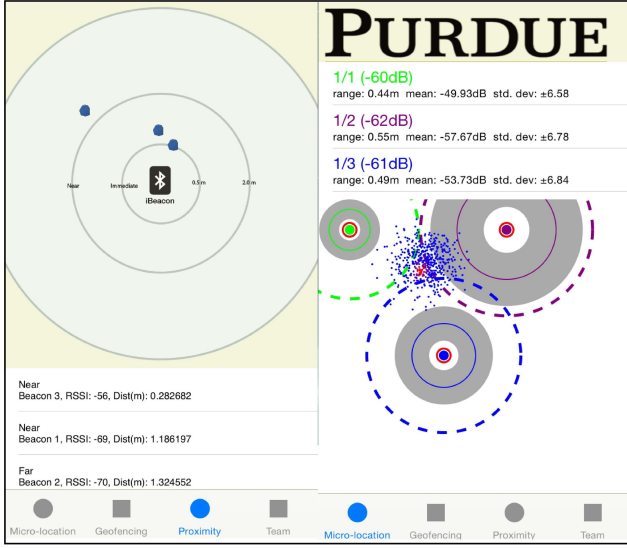 Near
Immediate
0.5 m
2.0 m
iBeacon
Near
Beacon 3, RSSI: -56, Dist(m): 0.282682
Near
Beacon 1, RSSI: -69, Dist(m): 1.186197
Far
Beacon 2, RSSI: -70, Dist(m): 1.324552
Micro-location
Geofencing
Proximity
Team
PURDUE
1/1 (-60dB)
range: 0.44m mean: -49.93dB std. dev: ±6.58
1/2 (-62dB)
range: 0.55m mean: -57.67dB std. dev: ±6.78
1/3 (-61dB)
range: 0.49m mean: -53.73dB std. dev: ±6.84
Micro-location
Geofencing
Proximity
Team